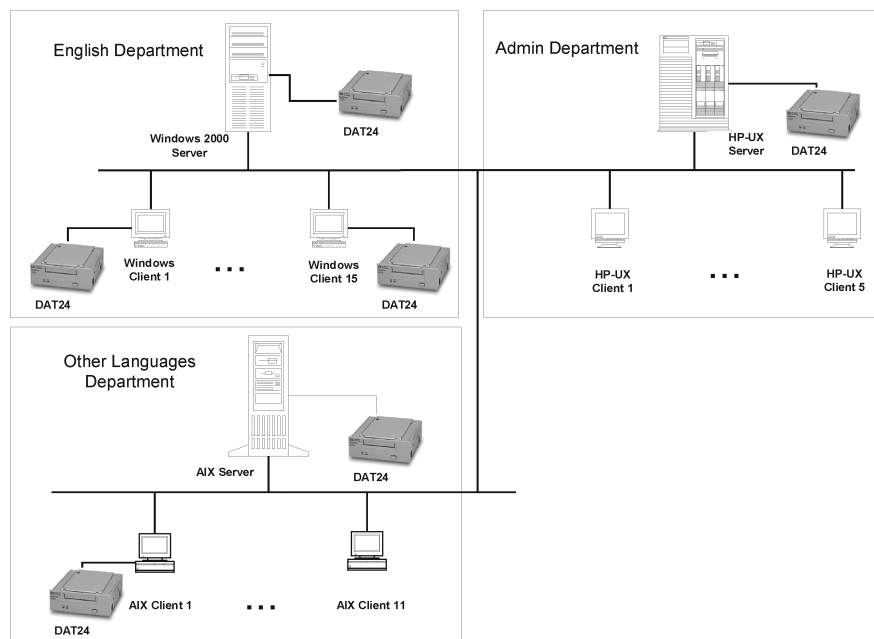 English Department
DAT24
Windows 2000
Server
Windows
Client 1
...
Windows
Client 15
DAT24
DAT24
Admin Department
HP-UX
Server
DAT24
HP-UX
Client 1
...
HP-UX
Client 5
Other Languages
Department
AIX Server
DAT24
AIX Client 1
...
AIX Client 11
DAT24